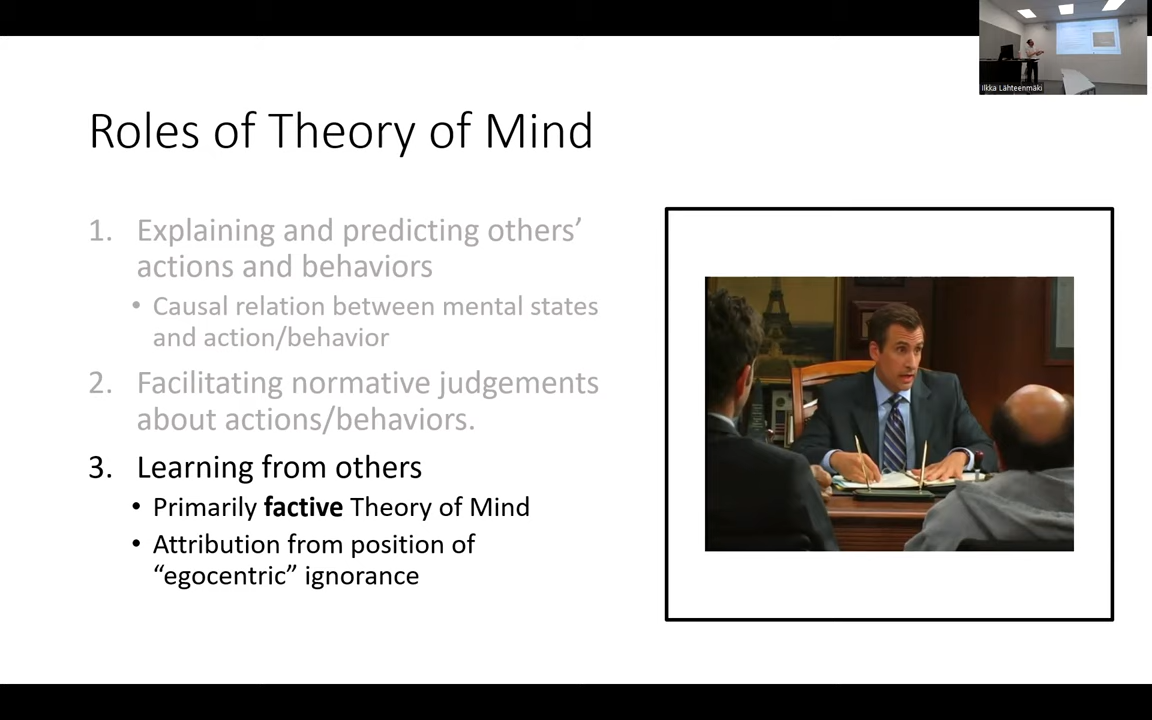 Ilkka Lähteenmäki
Roles of Theory of Mind
1. Explaining and predicting others’
actions and behaviors
• Causal relation between mental states
and action/behavior
2. Facilitating normative judgements
about actions/behaviors.
3. Learning from others
• Primarily factive Theory of Mind
• Attribution from position of
“egocentric” ignorance